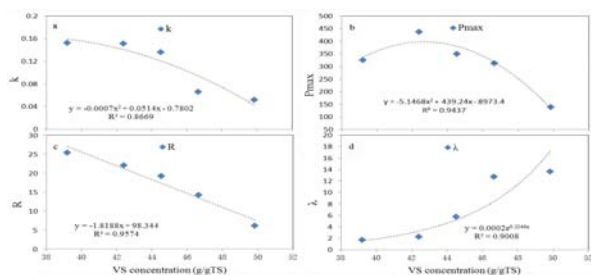 a
k
0.2
0.16
0.12
0.08
0.04
0
k
y = -0.0007x² + 0.0514x - 0.7802
R² = 0.8669
b
Pmax
500
450
400
350
300
250
200
150
100
50
Pmax
y = -5.1468x² + 439.24x - 8973.4
R² = 0.9437
c
R
30
25
20
15
10
5
0
R
y = -1.8188x + 98.344
R² = 0.9574
38 40 42 44 46 48 50 52
VS concentration (g/gTS)
d
λ
18
16
14
12
10
8
6
4
2
0
λ
R² = 0.9008
38 40 42 44 46 48 50 52
VS concentration (g/gTS)